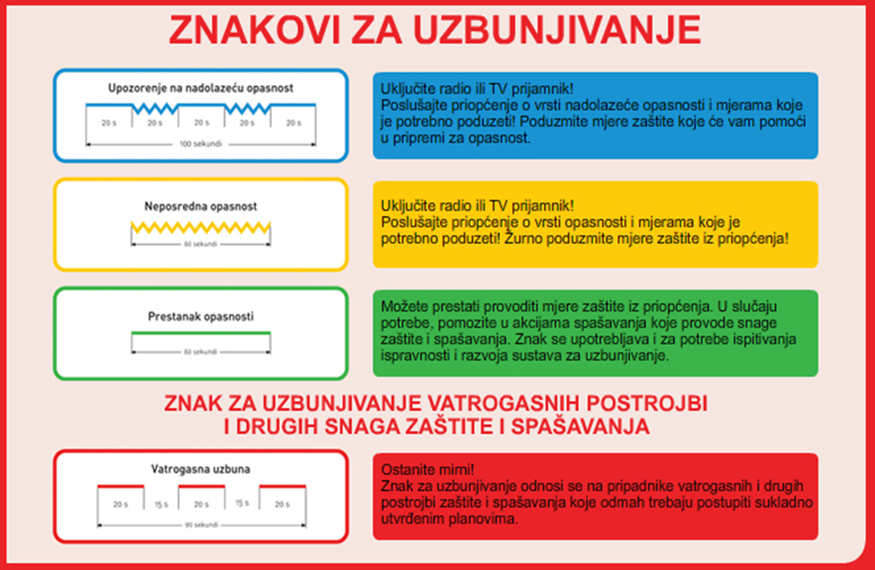 ZNAKOVI ZA UZBUNJIVANJE
Upozorenje na nadolazeću opasnost
20 s 20 s 20 s 20 s 20 s
100 sekundi
Uključite radio ili TV prijamnik!
Poslušajte priopćenje o vrsti nadolazeće opasnosti i mjerama koje
je potrebno poduzeti! Poduzmite mjere zaštite koje će vam pomoći
u pripremi za opasnost.
Neposredna opasnost
60 sekundi
Uključite radio ili TV prijamnik!
Poslušajte priopćenje o vrsti opasnosti i mjerama koje je
potrebno poduzeti! Žurno poduzmite mjere zaštite iz priopćenja!
Prestanak opasnosti
60 sekundi
Možete prestati provoditi mjere zaštite iz priopćenja. U slučaju
potrebe, pomozite u akcijama spašavanja koje provode snage
zaštite i spašavanja. Znak se upotrebljava i za potrebe ispitivanja
ispravnosti i razvoja sustava za uzbunjivanje.
ZNAK ZA UZBUNJIVANJE VATROGASNIH POSTROJBI
I DRUGIH SNAGA ZAŠTITE I SPAŠAVANJA
Vatrogasna uzbuna
20 s 15 s 20 s 15 s 20 s
90 sekundi
Ostanite mirni!
Znak za uzbunjivanje odnosi se na pripadnike vatrogasnih i drugih
postrojbi zaštite i spašavanja koje odmah trebaju postupiti sukladno
utvrđenim planovima.